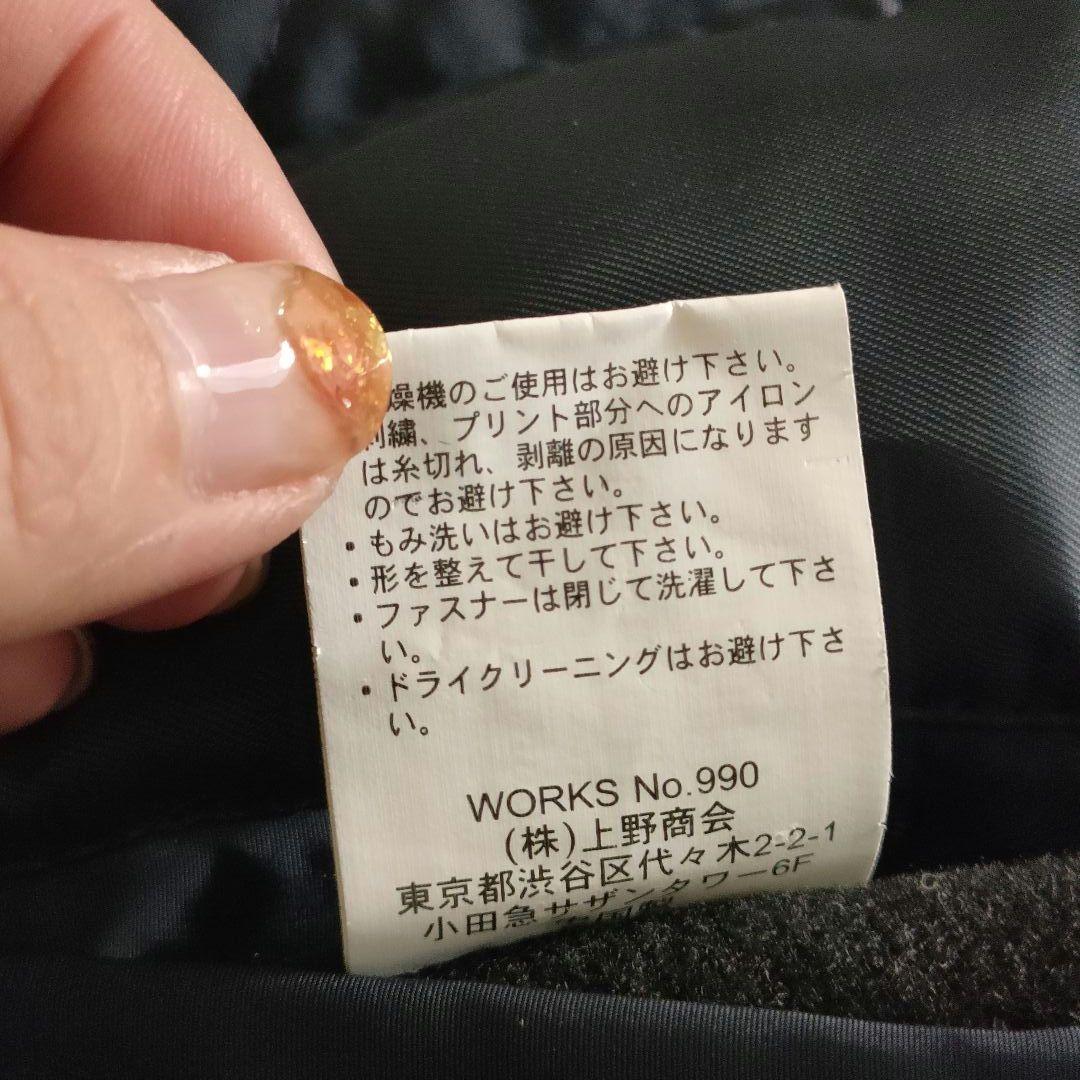 燥機のご使用はお避け下さい。
繍、プリント部分へのアイロン
は糸切れ、剥離の原因になります
のでお避け下さい。
・もみ洗いはお避け下さい。
・形を整えて干して下さい。
・ファスナーは閉じて洗濯して下さ
い。
・ドライクリーニングはお避け下さ
い。
WORKS No.990
(株)上野商会
東京都渋谷区代々木2-2-1
小田急サザンタワー6F